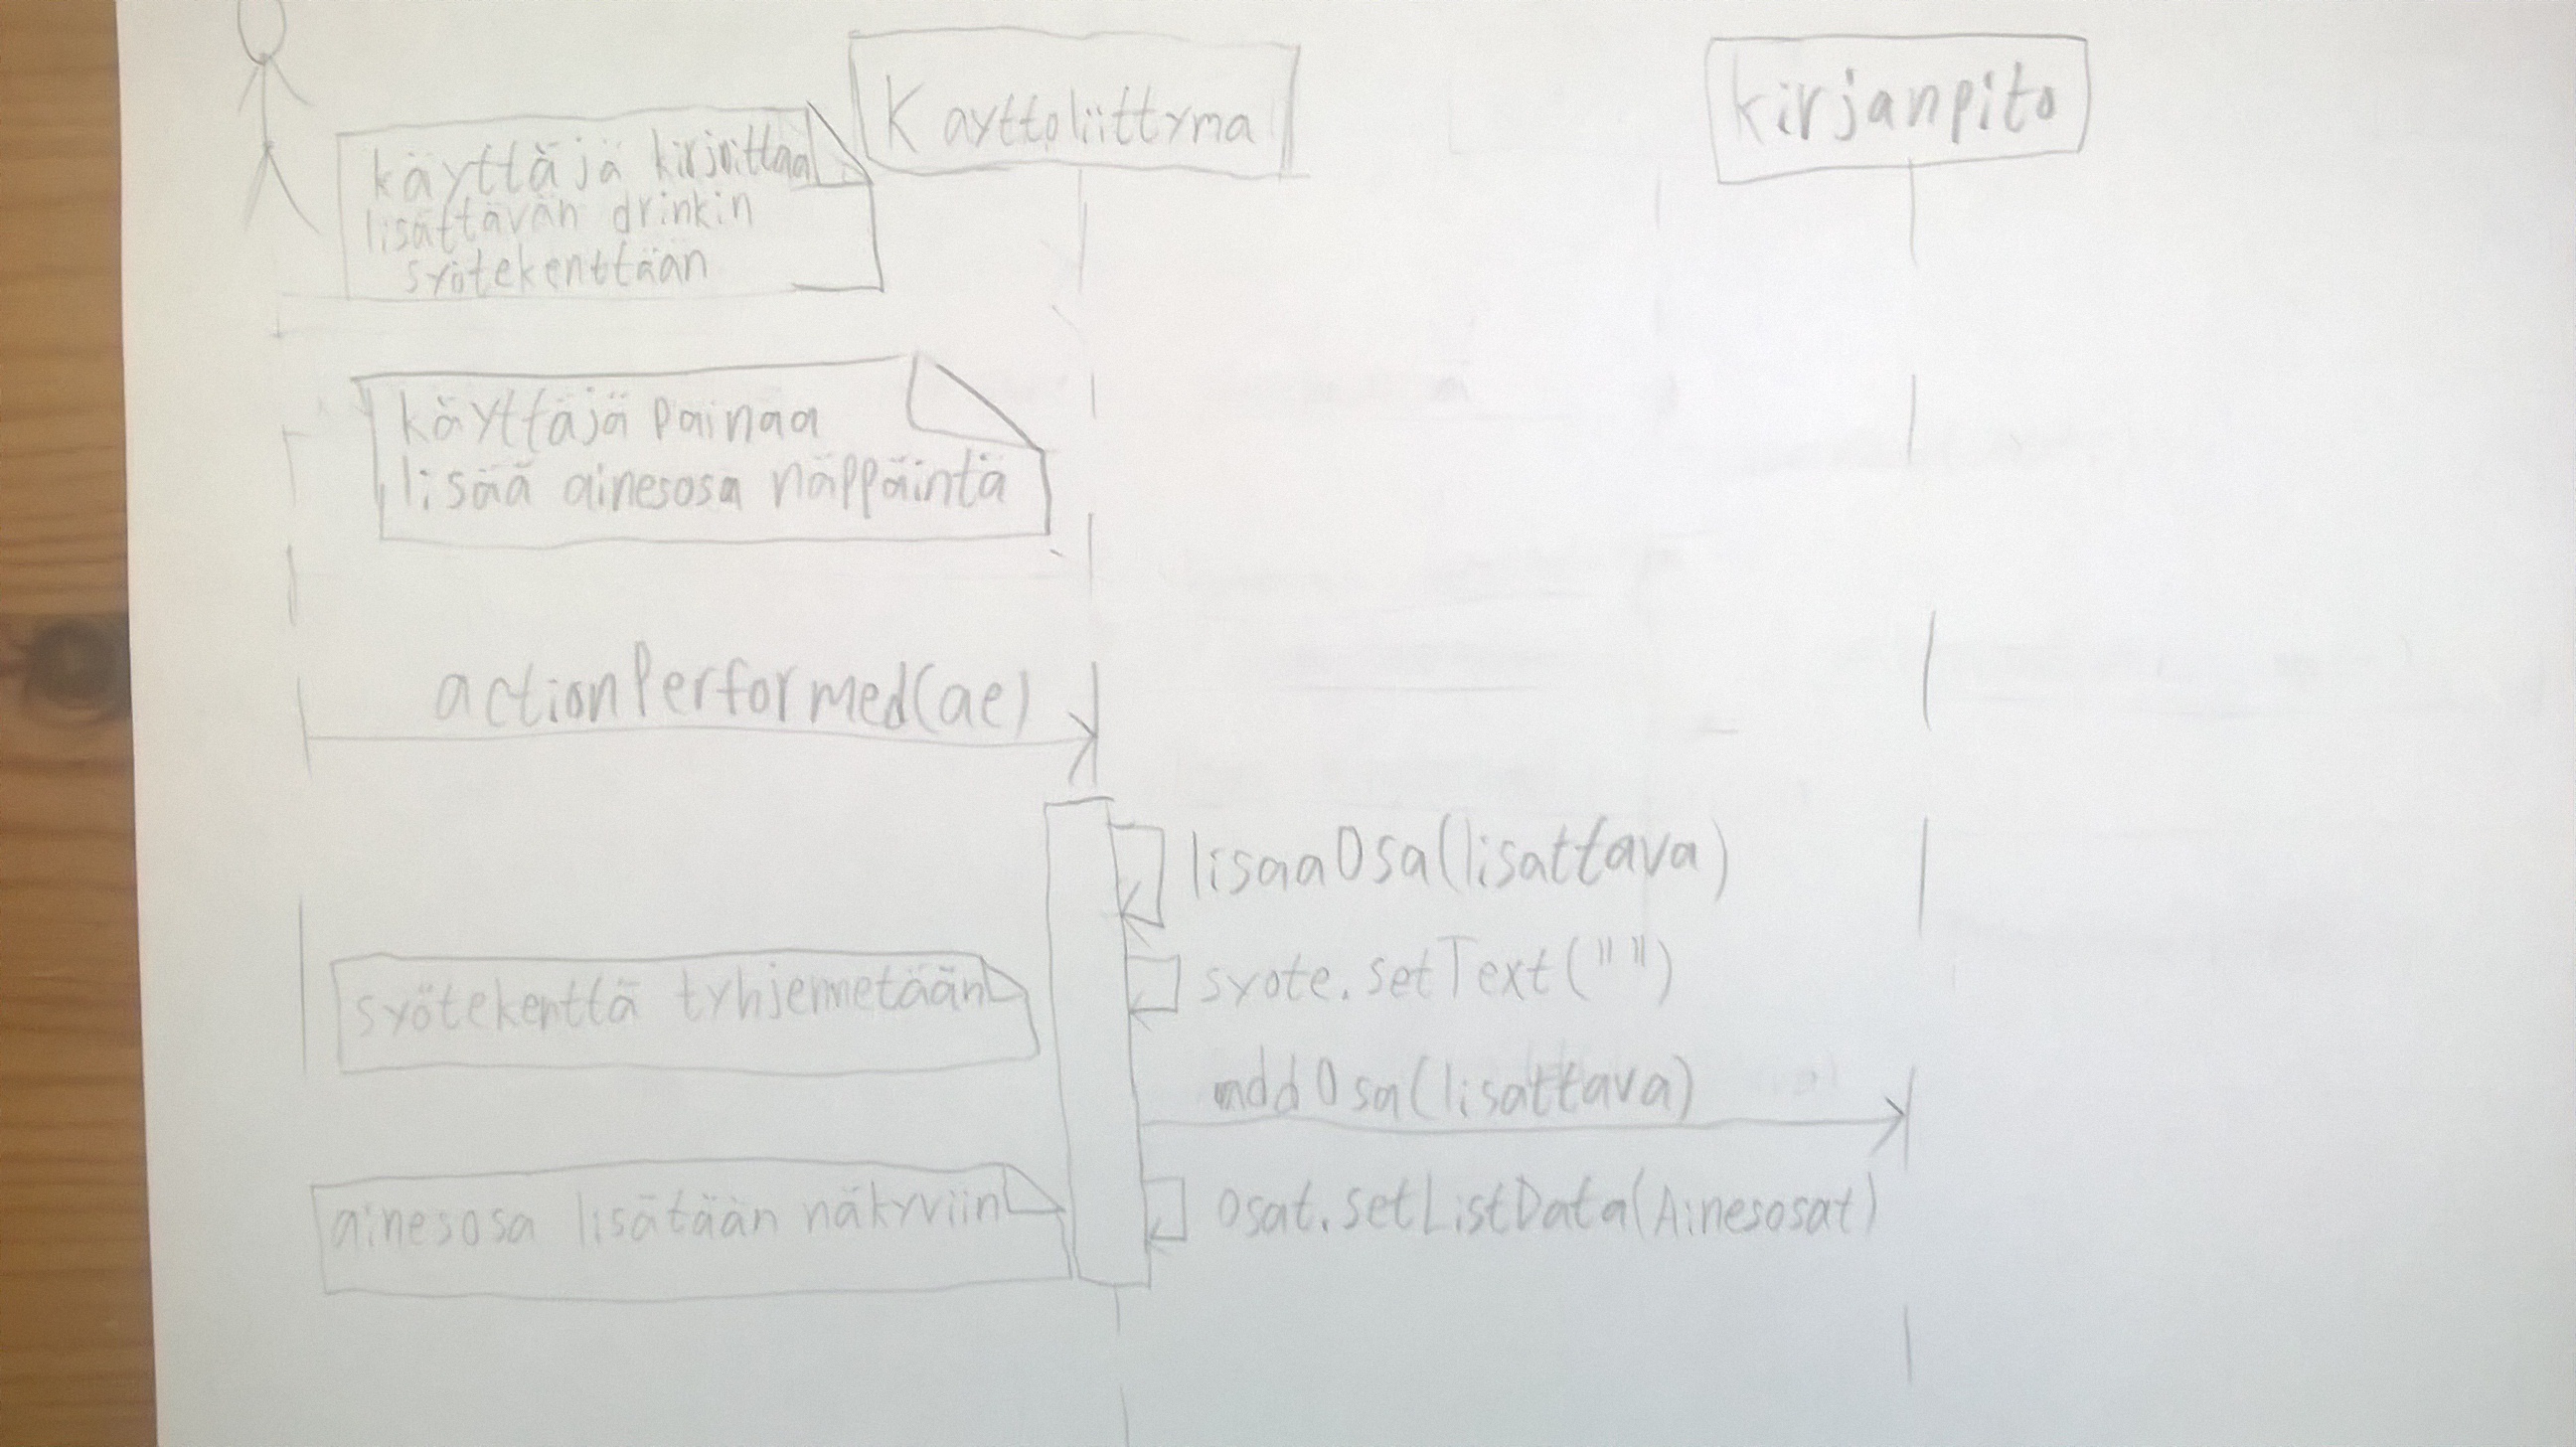 Kayttoliittyma
kirjanpito
käyttäjä kirjoittaa
lisättävän drinkin
syötekenttään
käyttäjä painaa
lisää ainesosa näppäintä
actionPerformed(ae)
lisaaOsa(lisattava)
syötekenttä tyhjennetään
syote.setText("")
addOsa(lisattava)
ainesosa lisätään näkyviin
osat.setListData(Ainesosat)